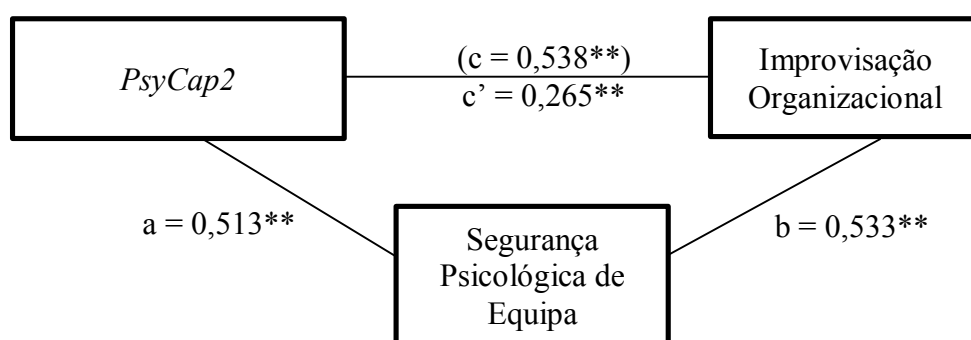 PsyCap2
(c = 0,538**)
c’ = 0,265**
Improvisação
Organizacional
a = 0,513**
b = 0,533**
Segurança
Psicológica de
Equipa